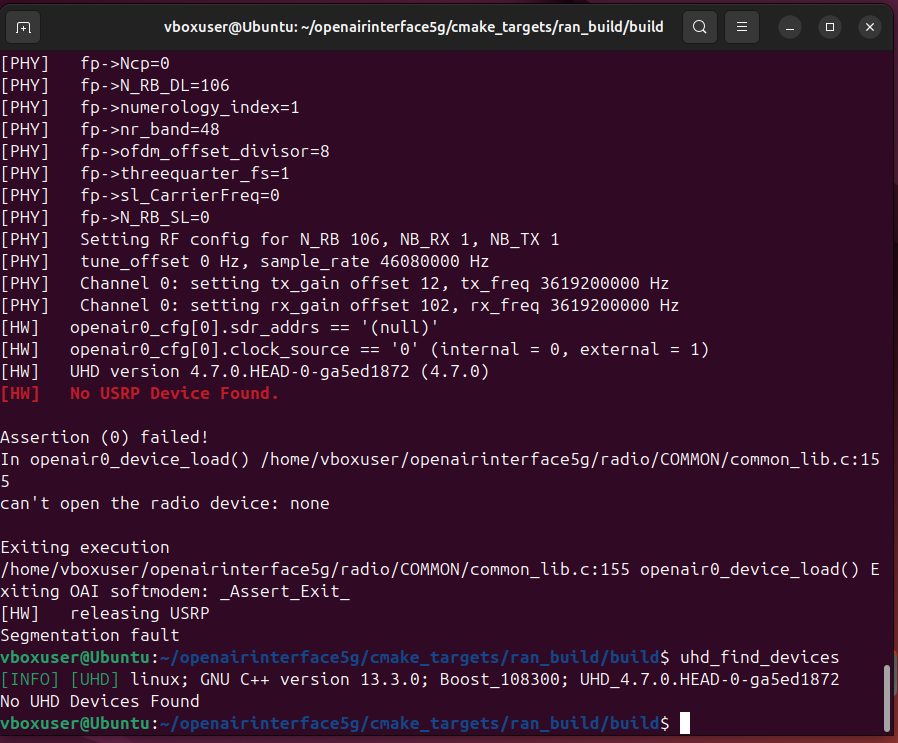 vboxuser@Ubuntu: ~/openairinterface5g/cmake_targets/ran_build/build
[PHY]   fp->Ncp=0
[PHY]   fp->N_RB_DL=106
[PHY]   fp->numerology_index=1
[PHY]   fp->nr_band=48
[PHY]   fp->ofdm_offset_divisor=8
[PHY]   fp->threequarter_fs=1
[PHY]   fp->sl_CarrierFreq=0
[PHY]   fp->N_RB_SL=0
[PHY]   Setting RF config for N_RB 106, NB_RX 1, NB_TX 1
[PHY]   tune_offset 0 Hz, sample_rate 46080000 Hz
[PHY]   Channel 0: setting tx_gain offset 12, tx_freq 3619200000 Hz
[PHY]   Channel 0: setting rx_gain offset 102, rx_freq 3619200000 Hz
[HW]   openair0_cfg[0].sdr_addrs == '(null)'
[HW]   openair0_cfg[0].clock_source == '0' (internal = 0, external = 1)
[HW]   UHD version 4.7.0.HEAD-0-ga5ed1872 (4.7.0)
[HW]   No USRP Device Found.
Assertion (0) failed!
In openair0_device_load() /home/vboxuser/openairinterface5g/radio/COMMON/common_lib.c:15
5
can't open the radio device: none
Exiting execution
/home/vboxuser/openairinterface5g/radio/COMMON/common_lib.c:155 openair0_device_load() E
xiting OAI softmodem: _Assert_Exit_
[HW]   releasing USRP
Segmentation fault
vboxuser@Ubuntu:~/openairinterface5g/cmake_targets/ran_build/build$ uhd_find_devices
[INFO] [UHD] linux; GNU C++ version 13.3.0; Boost_108300; UHD_4.7.0.HEAD-0-ga5ed1872
No UHD Devices Found
vboxuser@Ubuntu:~/openairinterface5g/cmake_targets/ran_build/build$